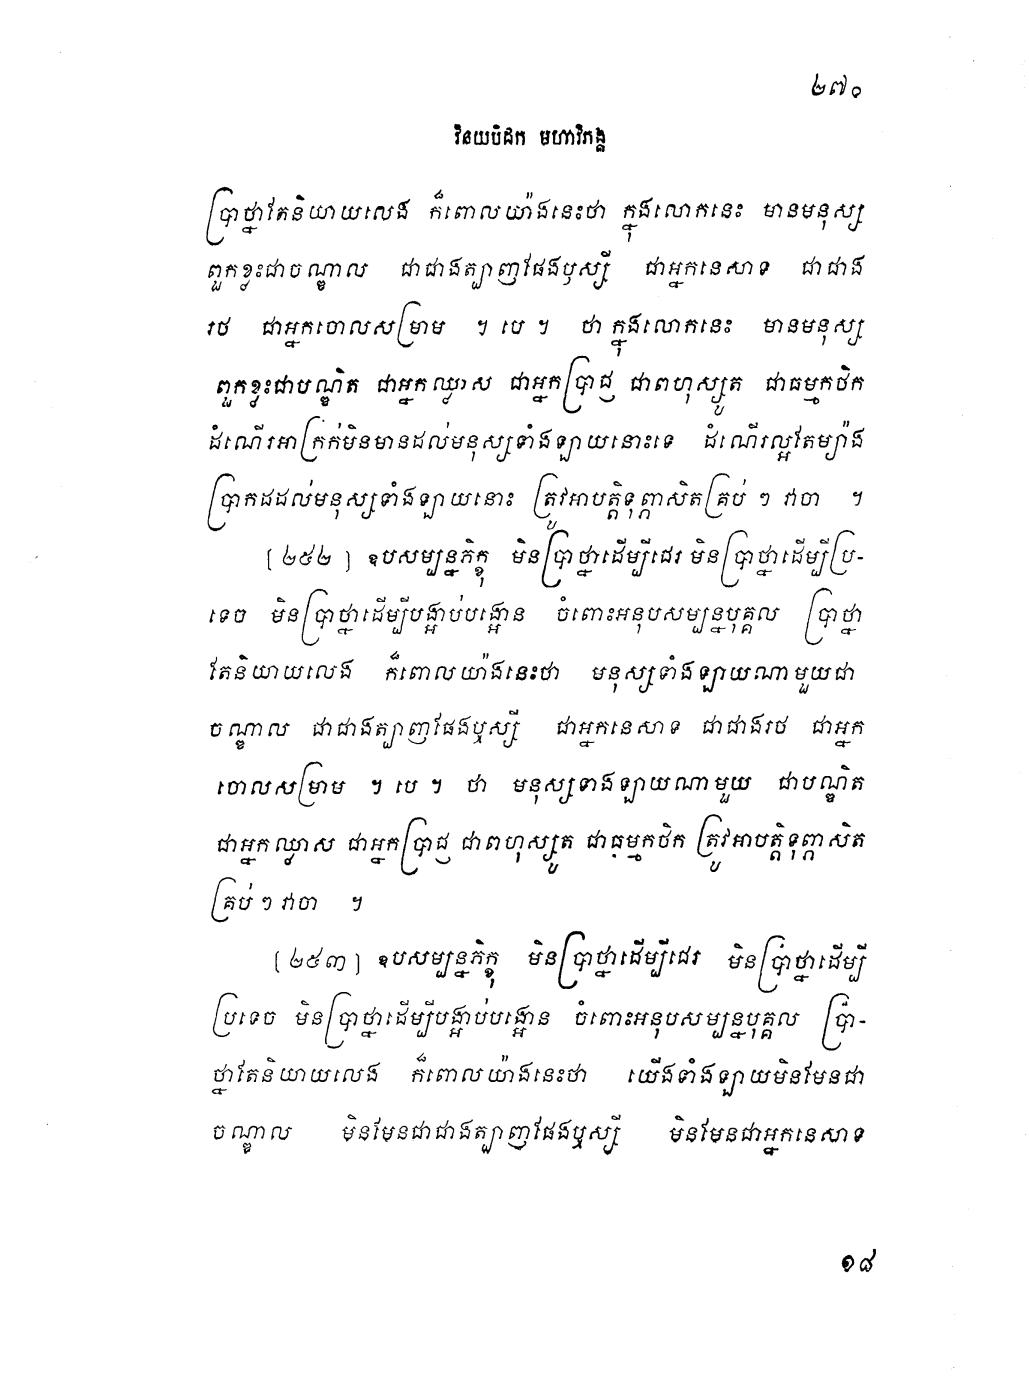 ២៧១
វិនយបិដក មហាវិភង្គ
ប្រាថ្នាតែនិយាយលេង ក៏ពោលយ៉ាងនេះថា ក្នុងលោកនេះ មានមនុស្ស
ពួកខ្លះជាចណ្ឌាល ជាជាងត្បាញផែងឫស្សី ជាអ្នកនេសាទ ជាជាង
រថ ជាអ្នកចោលសម្រាម ។ បេ ។ ថា ក្នុងលោកនេះ មានមនុស្ស
ពួកខ្លះជាបណ្ឌិត ជាអ្នកឈ្លាស ជាអ្នកប្រាជ្ញ ជាពហុស្សូត ជាធម្មកថិក
ដំណើរអាក្រក់មិនមានដល់មនុស្សទាំងឡាយនោះទេ ដំណើរល្អតែម្យ៉ាង
ប្រាកដដល់មនុស្សទាំងឡាយនោះ ត្រូវអាបត្តិទុព្ភាសិតគ្រប់ ៗ វាចា ។
[ ២៥២ ] ឧបសម្បន្នភិក្ខុ មិនប្រាថ្នាដើម្បីជេរ មិនប្រាថ្នាដើម្បីប្រ-
ទេច មិនប្រាថ្នាដើម្បីបង្អាប់បង្អោន ចំពោះអនុបសម្បន្នបុគ្គល ប្រាថ្នា
តែនិយាយលេង ក៏ពោលយ៉ាងនេះថា មនុស្សទាំងឡាយណាមួយជា
ចណ្ឌាល ជាជាងត្បាញផែងឫស្សី ជាអ្នកនេសាទ ជាជាងរថ ជាអ្នក
ចោលសម្រាម ។ បេ ។ ថា មនុស្សទាងឡាយណាមួយ ជាបណ្ឌិត
ជាអ្នកឈ្លាស ជាអ្នកប្រាជ្ញ ជាពហុស្សូត ជាធម្មកថិក ត្រូវអាបត្តិទុព្ភាសិត
គ្រប់ ៗ វាចា ។
[ ២៥៣ ] ឧបសម្បន្នភិក្ខុ មិនប្រាថ្នាដើម្បីជេរ មិនប្រាថ្នាដើម្បី
ប្រទេច មិនប្រាថ្នាដើម្បីបង្អាប់បង្អោន ចំពោះអនុបសម្បន្នបុគ្គល ប្រា-
ថ្នាតែនិយាយលេង ក៏ពោលយ៉ាងនេះថា យើងទាំងឡាយមិនមែនជា
ចណ្ឌាល មិនមែនជាជាងត្បាញផែងឫស្សី មិនមែនជាអ្នកនេសាទ
១៨